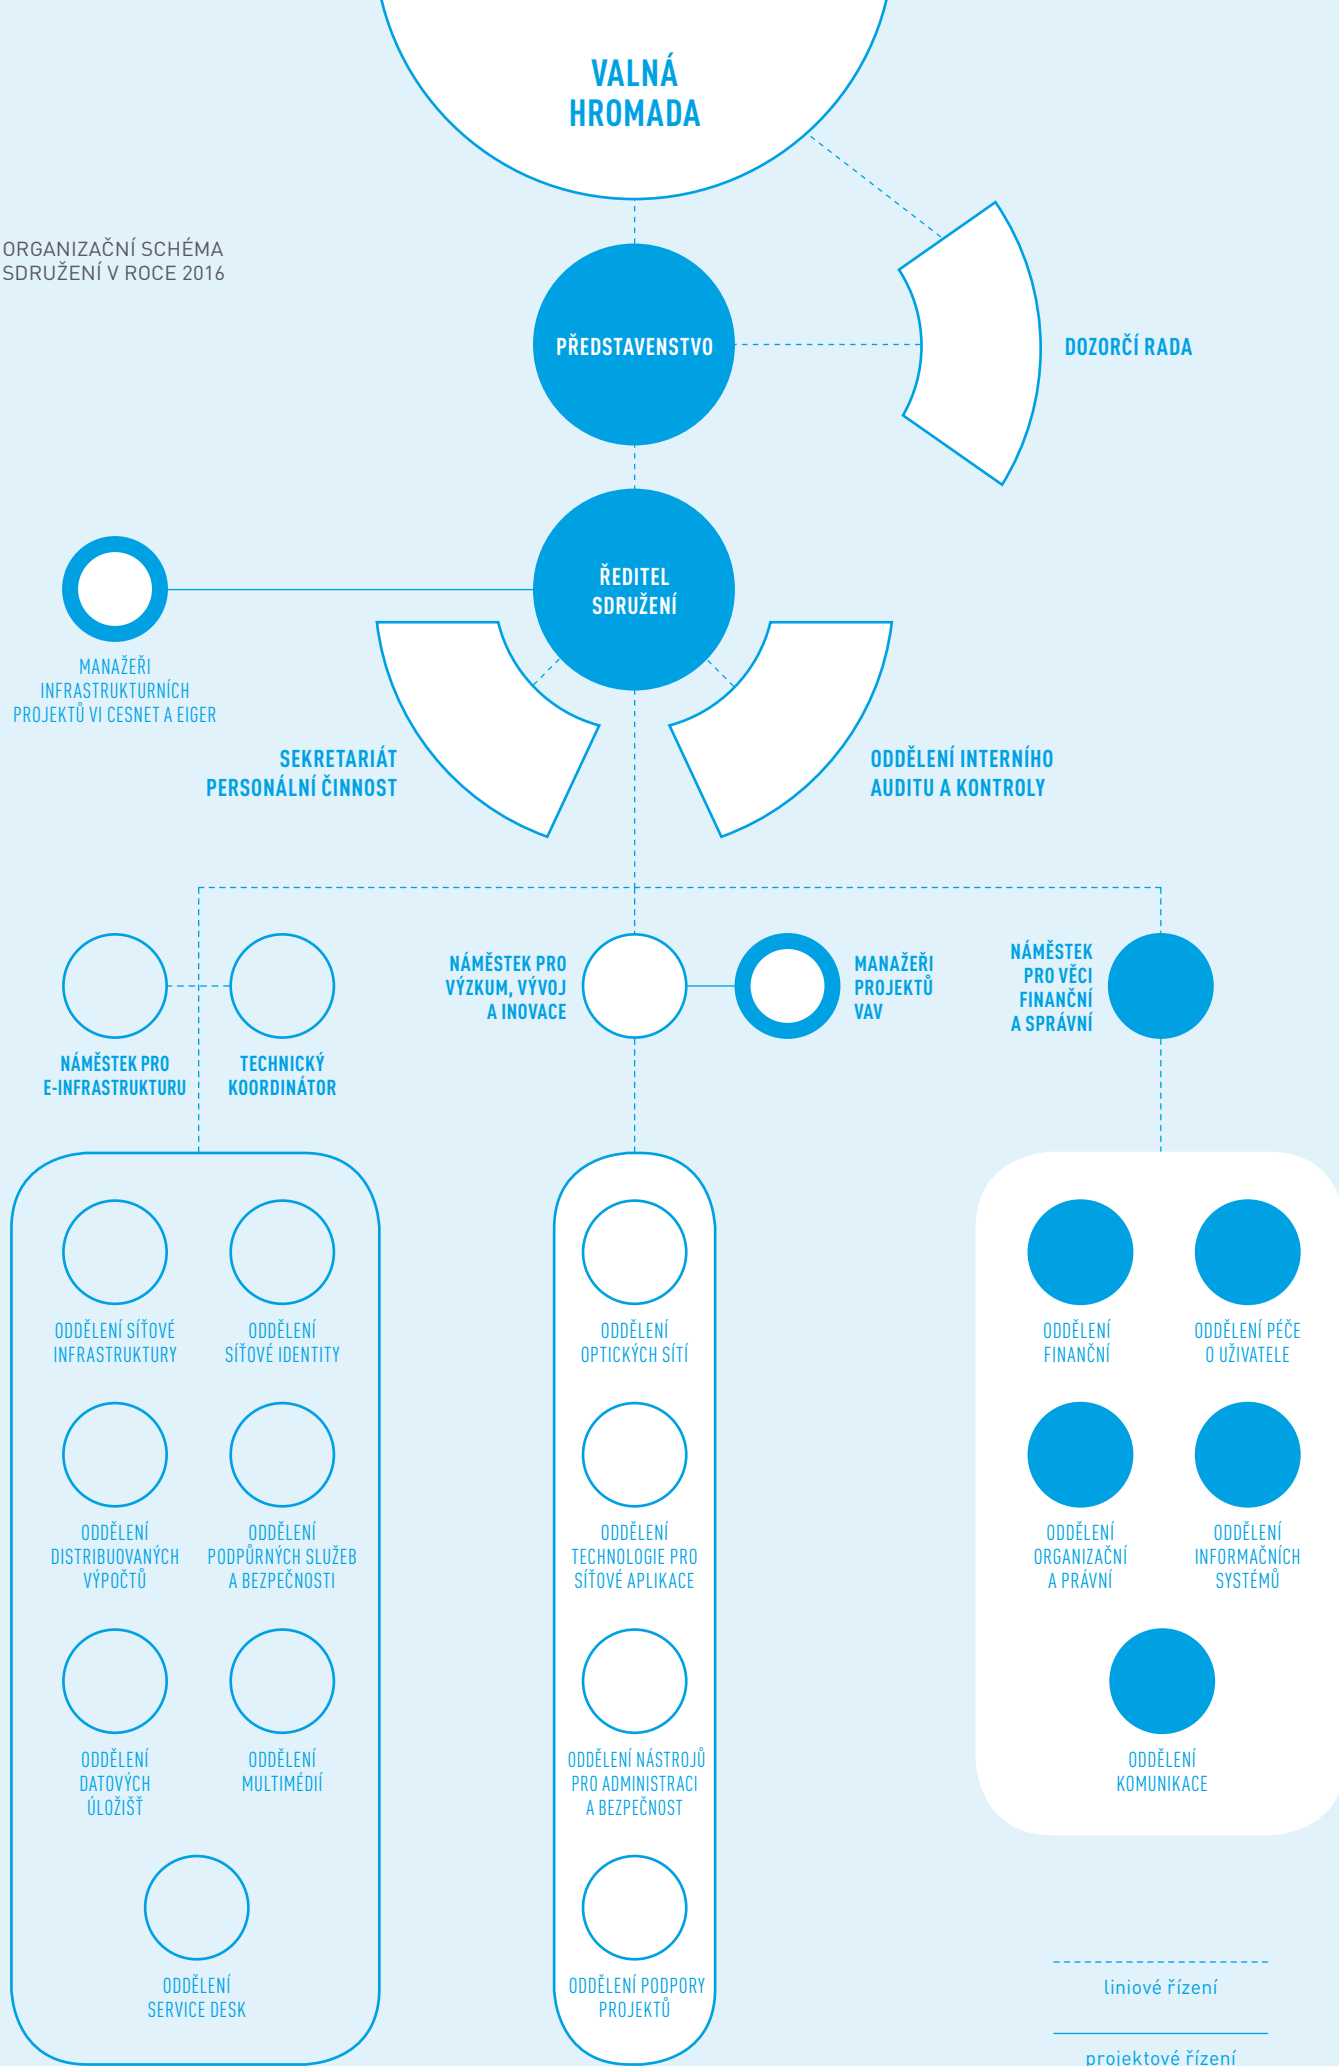 VALNÁ
HROMADA
ORGANIZAČNÍ SCHÉMA
SDRUŽENÍ V ROCE 2016
PŘEDSTAVENSTVO
DOZORČÍ RADA
ŘEDITEL
SDRUŽENÍ
MANAŽEŘI
INFRASTRUKTURNÍCH
PROJEKTŮ VI CESNET A EIGER
SEKRETARIÁT
PERSONÁLNÍ ČINNOST
ODDĚLENÍ INTERNÍHO
AUDITU A KONTROLY
NÁMĚSTEK PRO
E-INFRASTRUKTURU
TECHNICKÝ
KOORDINÁTOR
NÁMĚSTEK PRO
VÝZKUM, VÝVOJ
A INOVACE
MANAŽEŘI
PROJEKTŮ
VAV
NÁMĚSTEK
PRO VĚCI
FINANČNÍ
A SPRÁVNÍ
ODDĚLENÍ SÍŤOVÉ
INFRASTRUKTURY
ODDĚLENÍ
SÍŤOVÉ IDENTITY
ODDĚLENÍ
DISTRIBUOVANÝCH
VÝPOČTŮ
ODDĚLENÍ
PODPŮRNÝCH SLUŽEB
A BEZPEČNOSTI
ODDĚLENÍ
DATOVÝCH
ÚLOŽIŠŤ
ODDĚLENÍ
MULTIMÉDIÍ
ODDĚLENÍ
SERVICE DESK
ODDĚLENÍ
OPTICKÝCH SÍTÍ
ODDĚLENÍ
TECHNOLOGIE PRO
SÍŤOVÉ APLIKACE
ODDĚLENÍ NÁSTROJŮ
PRO ADMINISTRACI
A BEZPEČNOST
ODDĚLENÍ PODPORY
PROJEKTŮ
ODDĚLENÍ
FINANČNÍ
ODDĚLENÍ PÉČE
O UŽIVATELE
ODDĚLENÍ
ORGANIZAČNÍ
A PRÁVNÍ
ODDĚLENÍ
INFORMAČNÍCH
SYSTÉMŮ
ODDĚLENÍ
KOMUNIKACE
liniové řízení
projektové řízení